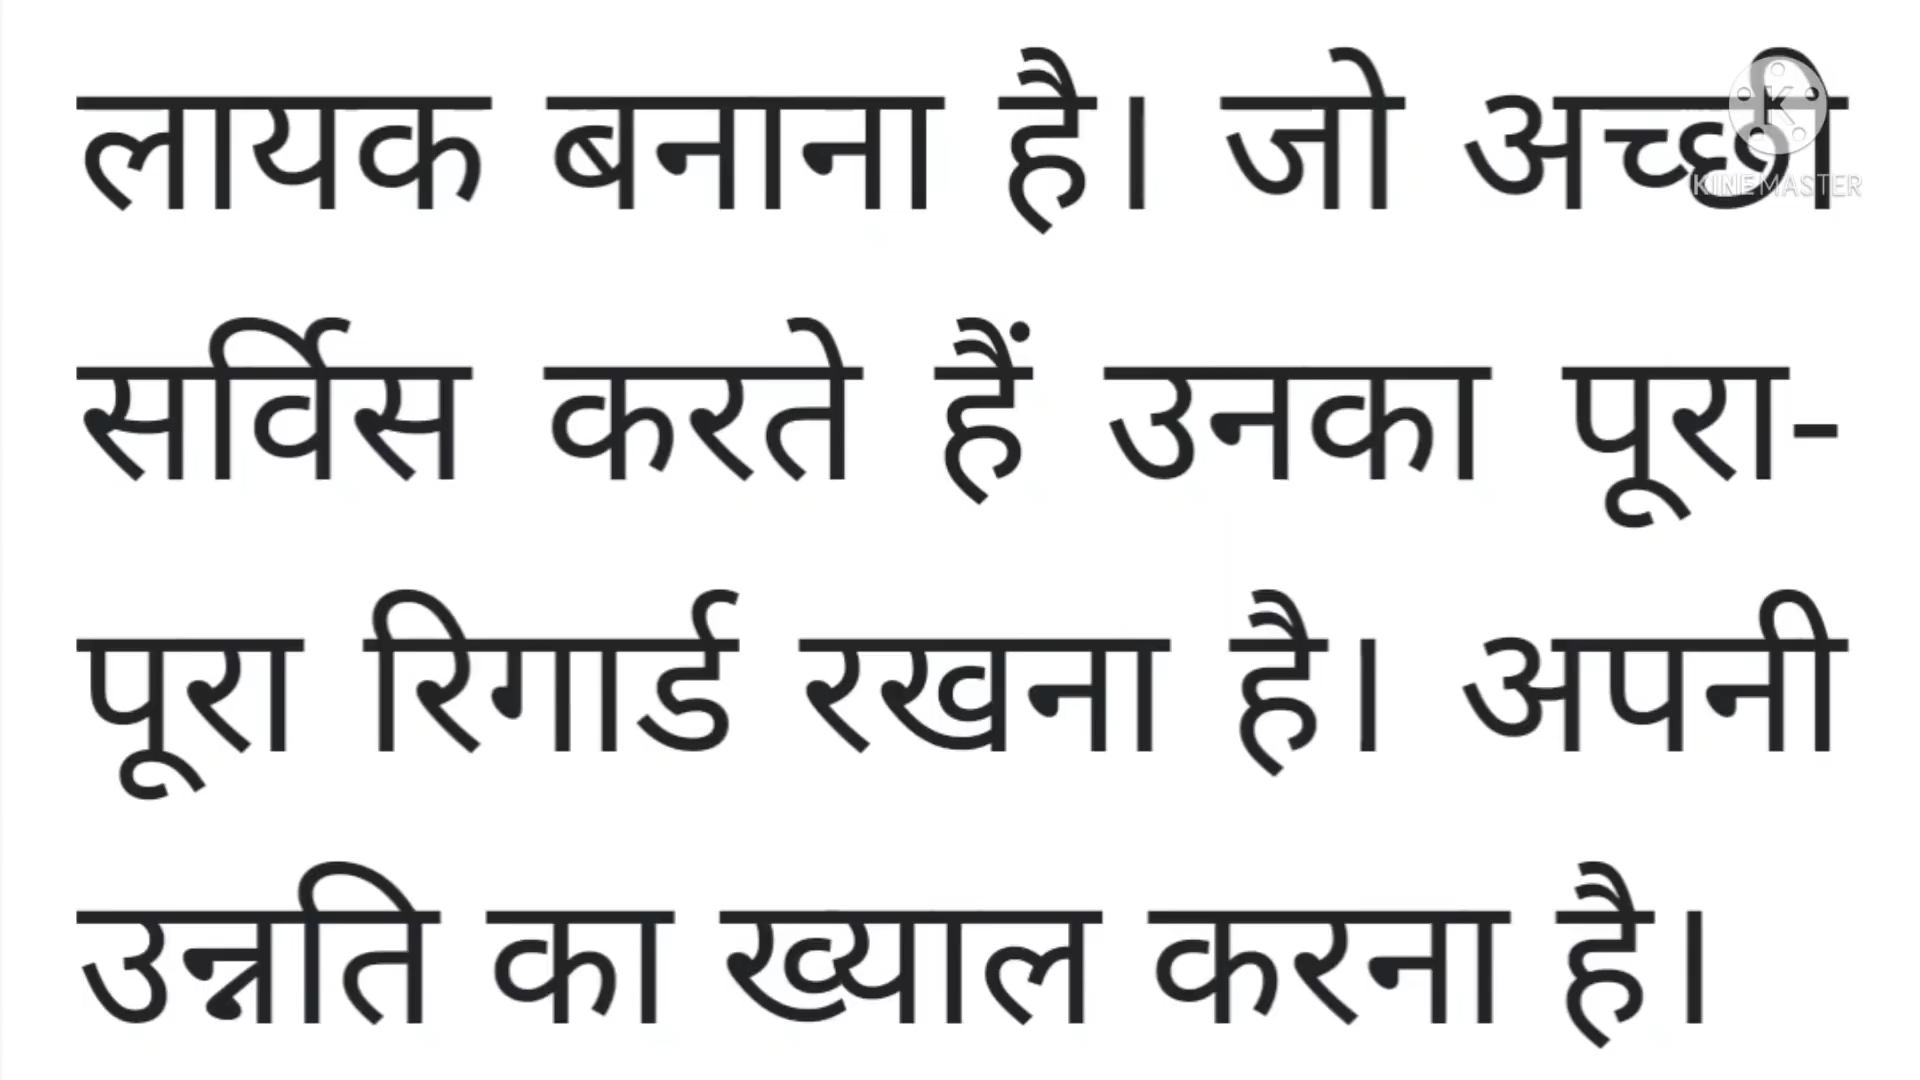 लायक बनाना है। जो अच्छी
KINEMASTER
सर्विस करते हैं उनका पूरा-
पूरा रिगार्ड रखना है। अपनी
उन्नति का ख्याल करना है।